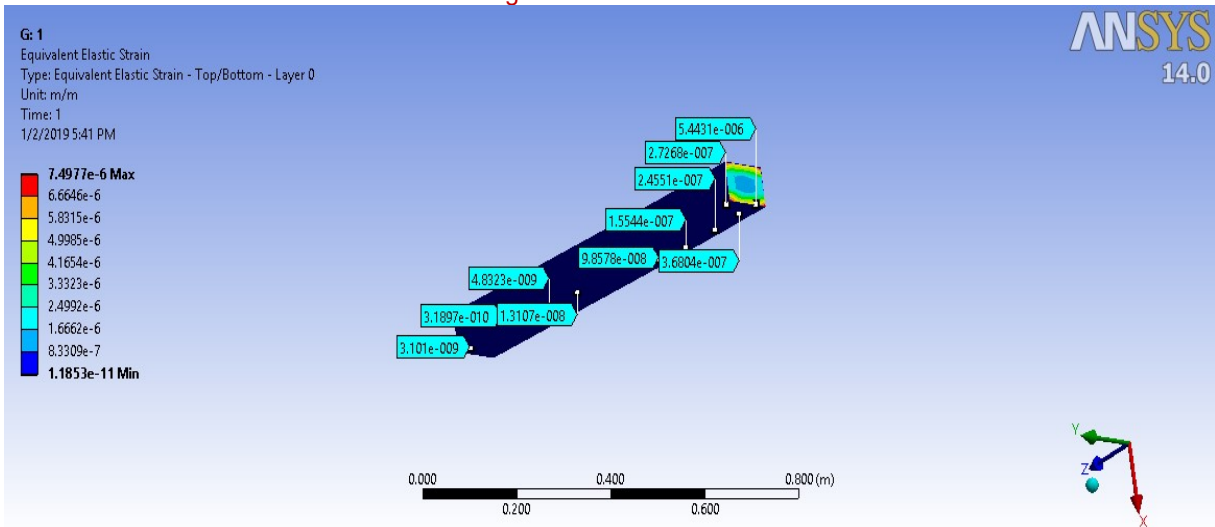 G: 1
Equivalent Elastic Strain
Type: Equivalent Elastic Strain - Top/Bottom - Layer 0
Unit: m/m
Time: 1
1/2/2019 5:41 PM
ANSYS
14.0
7.4977e-6 Max
6.6646e-6
5.8315e-6
4.9985e-6
4.1654e-6
3.3323e-6
2.4992e-6
1.6662e-6
8.3309e-7
1.1853e-11 Min
5.4431e-006
2.7268e-007
2.4551e-007
1.5544e-007
9.8578e-008
3.6804e-007
4.8323e-009
3.1897e-010
1.3107e-008
3.101e-009
0.000
0.400
0.800 (m)
0.200
0.600
Y
Z
X